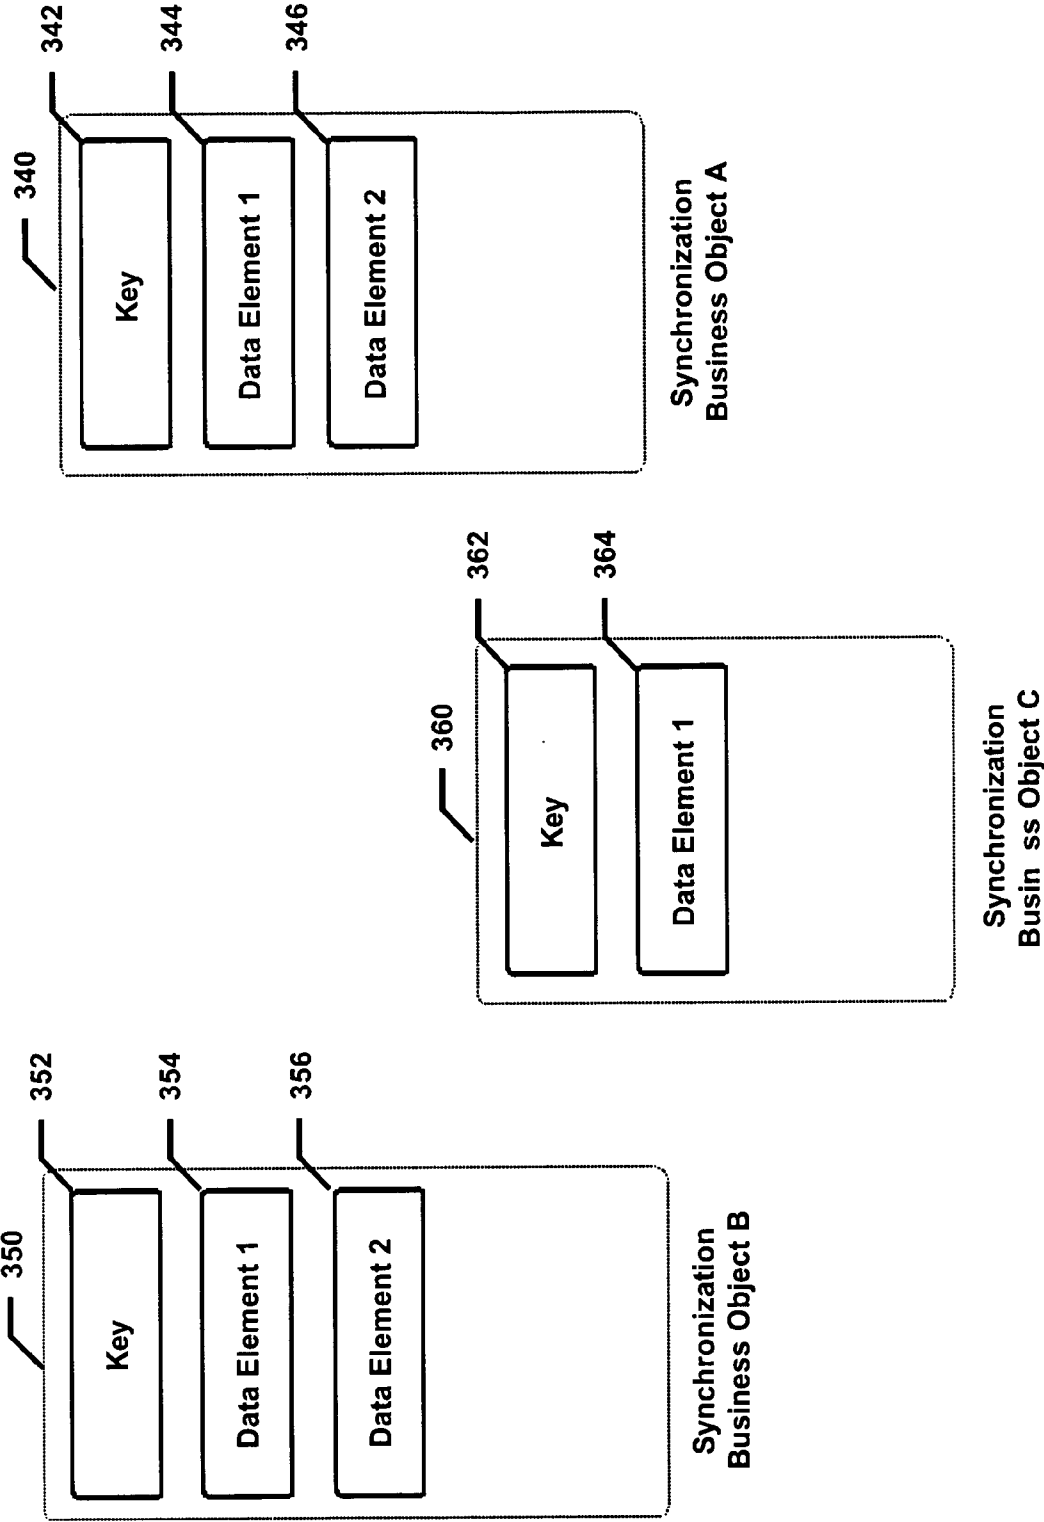 350
352
Key
354
Data Element 1
356
Data Element 2
Synchronization
Business Object B
360
362
Key
364
Data Element 1
Synchronization
Busin ss Object C
340
342
Key
344
Data Element 1
346
Data Element 2
Synchronization
Business Object A